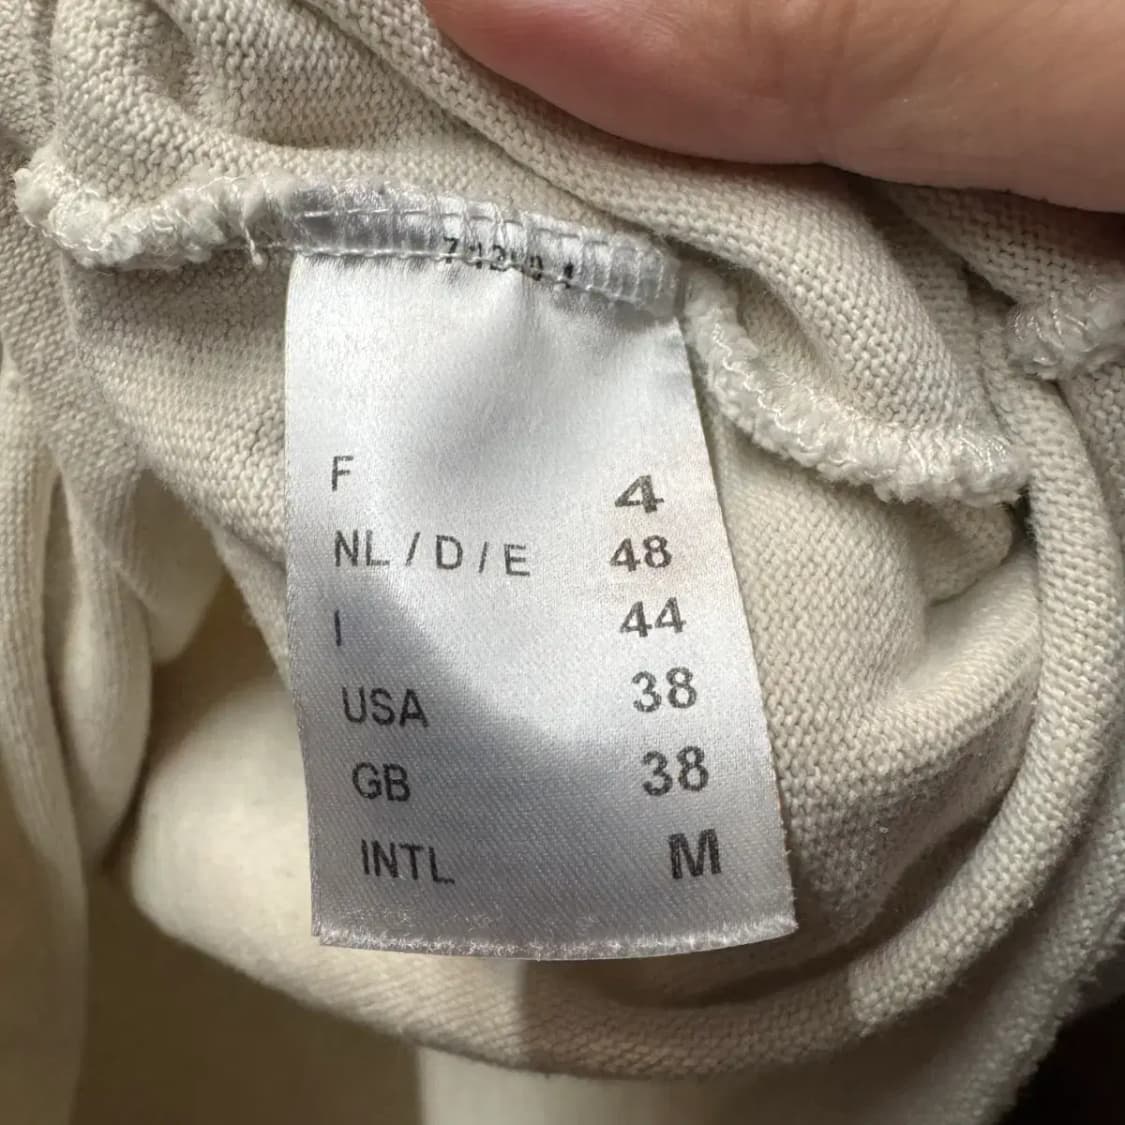 F 4
NL / D / E 48
I 44
USA 38
GB 38
INTL M